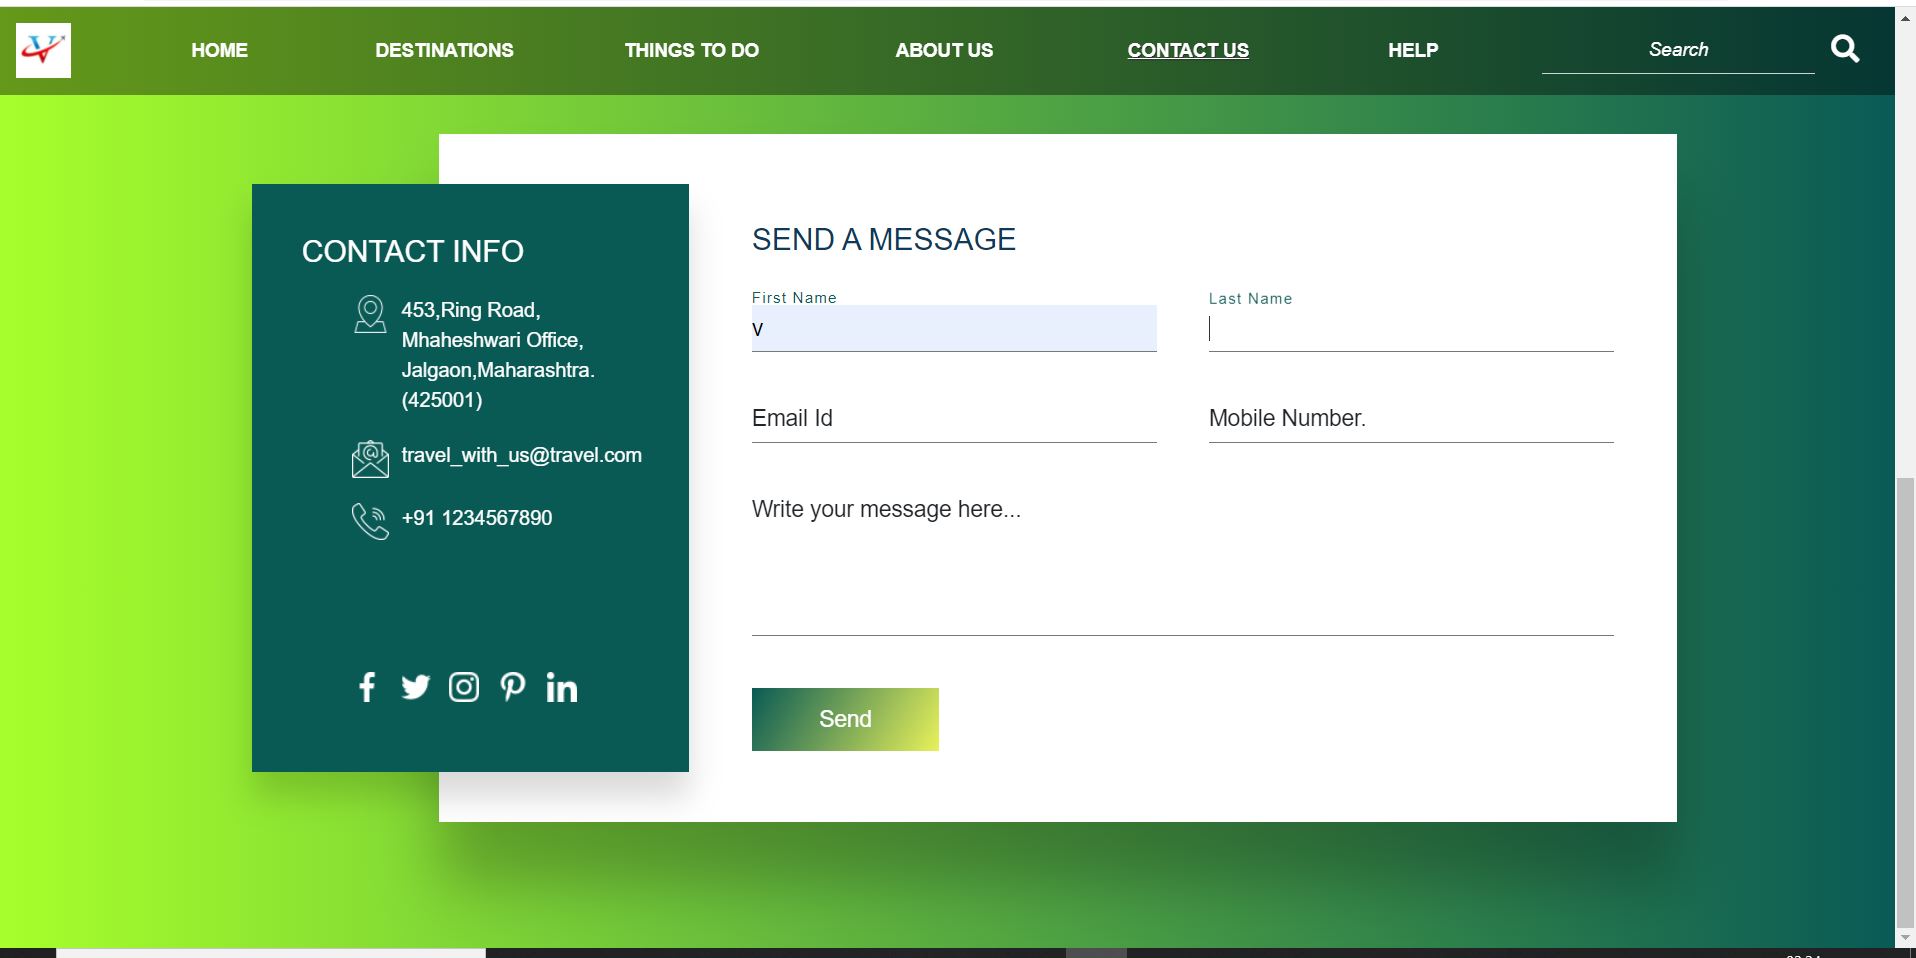 HOME DESTINATIONS THINGS TO DO ABOUT US CONTACT US HELP Search
CONTACT INFO
453,Ring Road,
Mhaheshwari Office,
Jalgaon,Maharashtra.
(425001)
travel_with_us@travel.com
+91 1234567890
SEND A MESSAGE
First Name Last Name
v
Email Id Mobile Number.
Write your message here...
Send